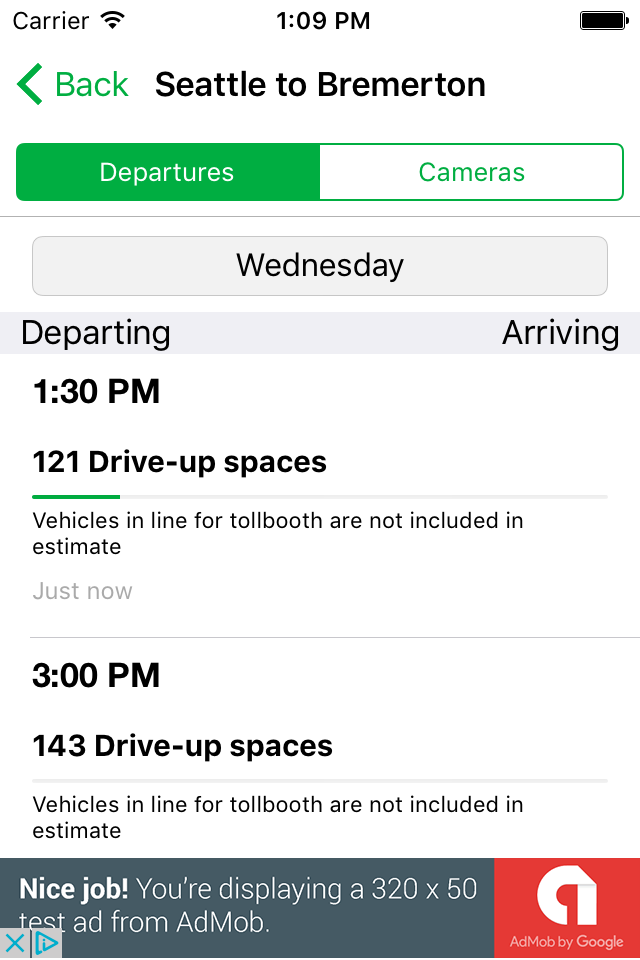 Carrier 1:09 PM
Back Seattle to Bremerton
Departures Cameras
Wednesday
Departing Arriving
1:30 PM
121 Drive-up spaces
Vehicles in line for tollbooth are not included in
estimate
Just now
3:00 PM
143 Drive-up spaces
Vehicles in line for tollbooth are not included in
estimate
Nice job! You're displaying a 320 x 50
test ad from AdMob.
AdMob by Google